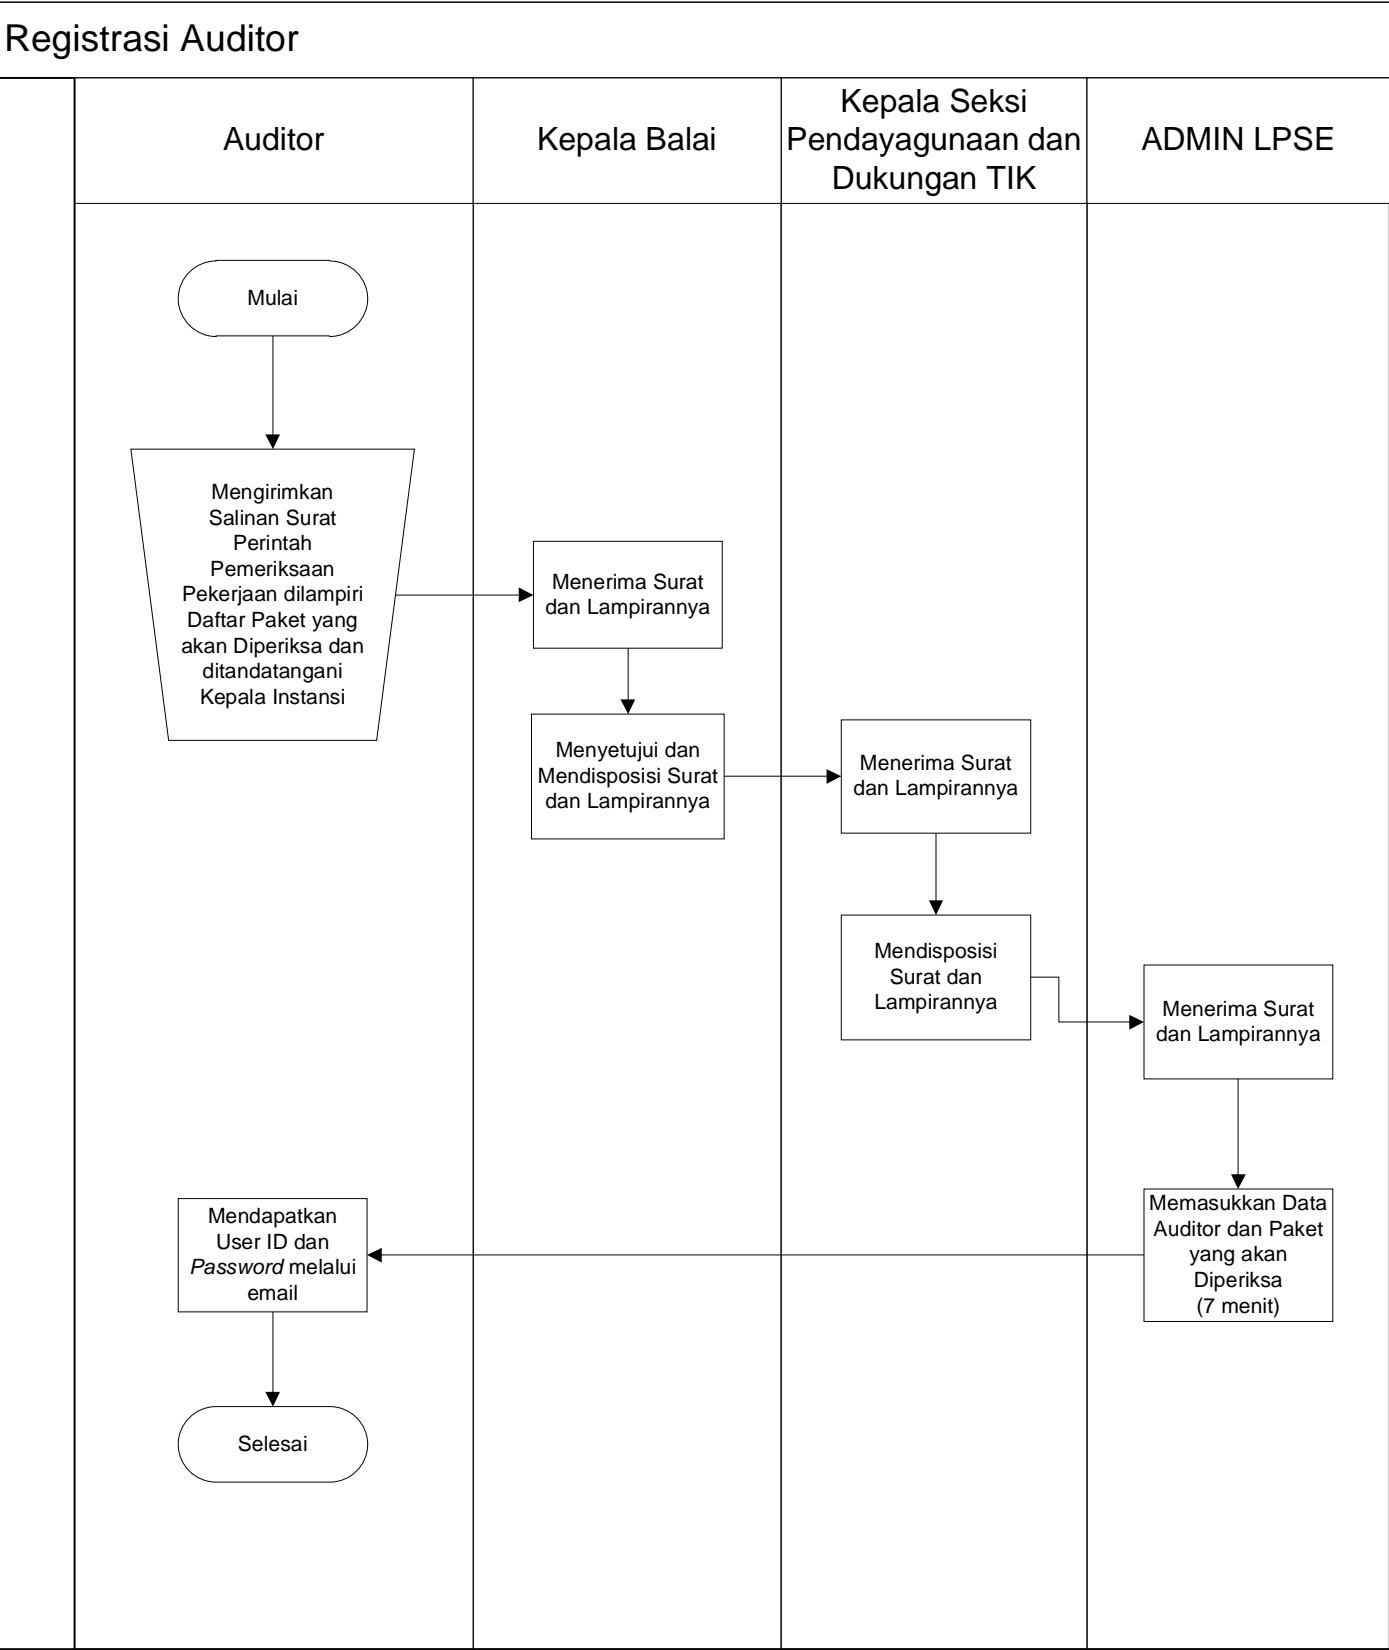 Registrasi Auditor
Auditor
Kepala Balai
Kepala Seksi
Pendayagunaan dan
Dukungan TIK
ADMIN LPSE
Mulai
Mengirimkan
Salinan Surat
Perintah
Pemeriksaan
Pekerjaan dilampiri
Daftar Paket yang
akan Diperiksa dan
ditandatangani
Kepala Instansi
Menerima Surat
dan Lampirannya
Menyetujui dan
Mendisposisi Surat
dan Lampirannya
Menerima Surat
dan Lampirannya
Mendisposisi
Surat dan
Lampirannya
Menerima Surat
dan Lampirannya
Memasukkan Data
Auditor dan Paket
yang akan
Diperiksa
(7 menit)
Mendapatkan
User ID dan
Password melalui
email
Selesai